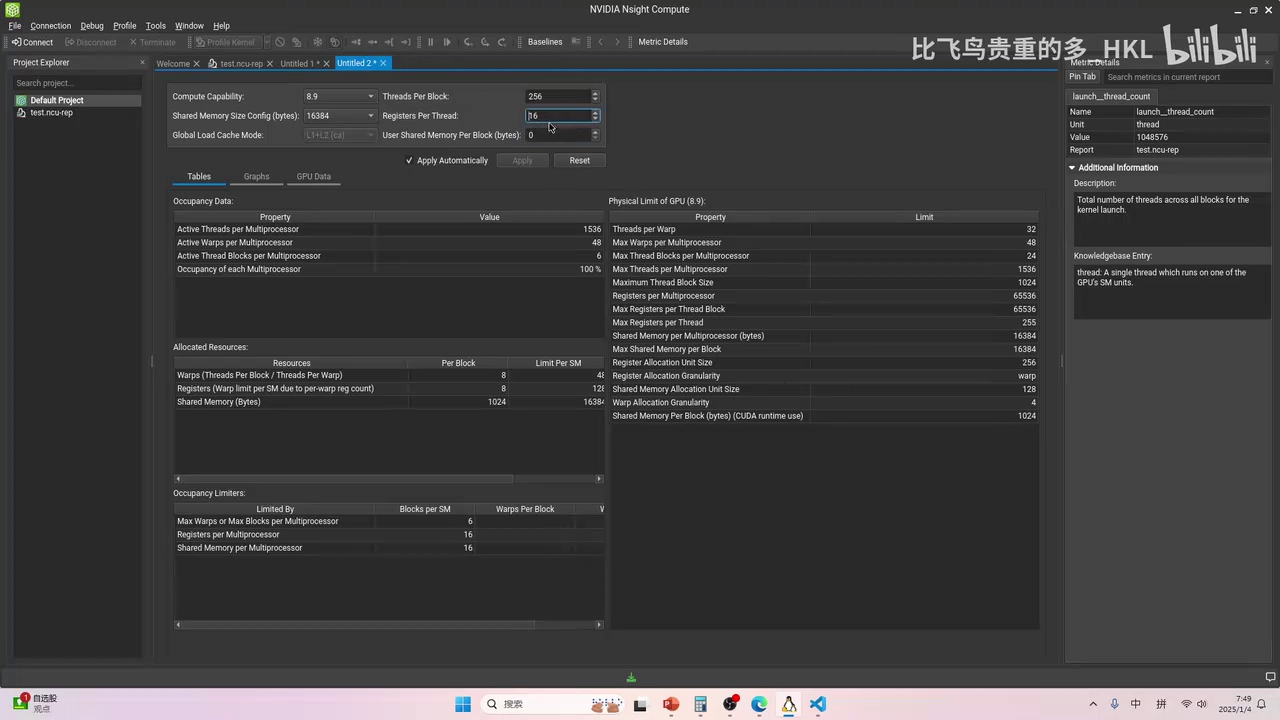 NVIDIA Nsight Compute
File Connection Debug Profile Tools Window Help
Connect Disconnect Terminate Profile Kernel Baselines Metric Details
比飞鸟贵重的多_HKL bilibili
Project Explorer
Welcome test.ncu-rep Untitled 1 * Untitled 2 *
Metric Details
Search project...
Pin Tab Search metrics in current report
Default Project
test.ncu-rep
Compute Capability: 8.9 Threads Per Block: 256
Shared Memory Size Config (bytes): 16384 Registers Per Thread: 16
Global Load Cache Mode: L1+L2 (ca) User Shared Memory Per Block (bytes): 0
Apply Automatically Apply Reset
Tables Graphs GPU Data
Occupancy Data:
Property Value
Active Threads per Multiprocessor 1536
Active Warps per Multiprocessor 48
Active Thread Blocks per Multiprocessor 6
Occupancy of each Multiprocessor 100 %
Allocated Resources:
Resources Per Block Limit Per SM
Warps (Threads Per Block / Threads Per Warp) 8 48
Registers (Warp limit per SM due to per-warp reg count) 8 128
Shared Memory (Bytes) 1024 16384
Occupancy Limiters:
Limited By Blocks per SM Warps Per Block W
Max Warps or Max Blocks per Multiprocessor 6
Registers per Multiprocessor 16
Shared Memory per Multiprocessor 16
Physical Limit of GPU (8.9):
Property Limit
Threads per Warp 32
Max Warps per Multiprocessor 48
Max Thread Blocks per Multiprocessor 24
Max Threads per Multiprocessor 1536
Maximum Thread Block Size 1024
Registers per Multiprocessor 65536
Max Registers per Thread Block 65536
Max Registers per Thread 255
Shared Memory per Multiprocessor (bytes) 16384
Max Shared Memory per Block 16384
Register Allocation Unit Size 256
Register Allocation Granularity warp
Shared Memory Allocation Unit Size 128
Warp Allocation Granularity 4
Shared Memory Per Block (bytes) (CUDA runtime use) 1024
launch__thread_count
Name launch__thread_count
Unit thread
Value 1048576
Report test.ncu-rep
Additional Information
Description:
Total number of threads across all blocks for the
kernel launch.
Knowledgebase Entry:
thread: A single thread which runs on one of the
GPU's SM units.
1 自选股
观点
搜索
中 拼
7:49
2025/1/4